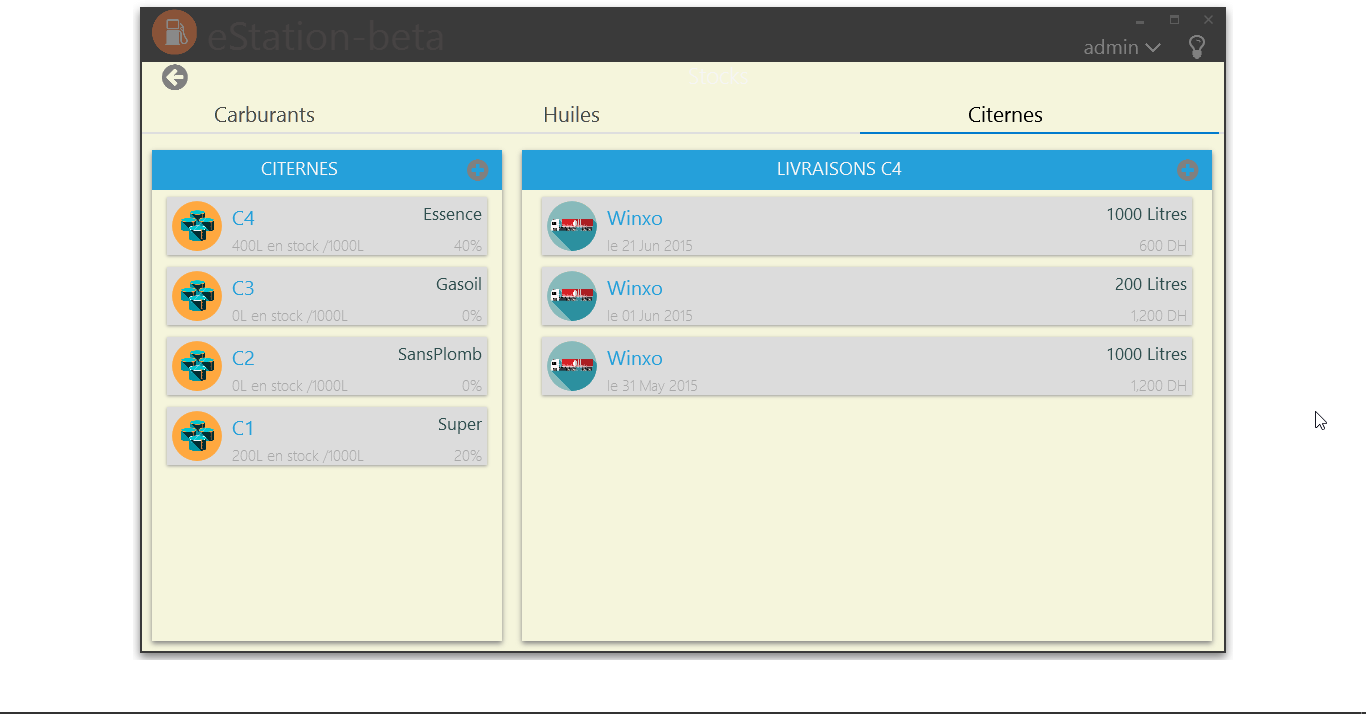 eStation-beta
admin
Carburants
Huiles
Citernes
CITERNES
C4
Essence
400L en stock /1000L
40%
C3
Gasoil
0L en stock /1000L
0%
C2
SansPlomb
0L en stock /1000L
0%
C1
Super
200L en stock /1000L
20%
LIVRAISONS C4
Winxo
1000 Litres
le 21 Jun 2015
600 DH
Winxo
200 Litres
le 01 Jun 2015
1,200 DH
Winxo
1000 Litres
le 31 May 2015
1,200 DH